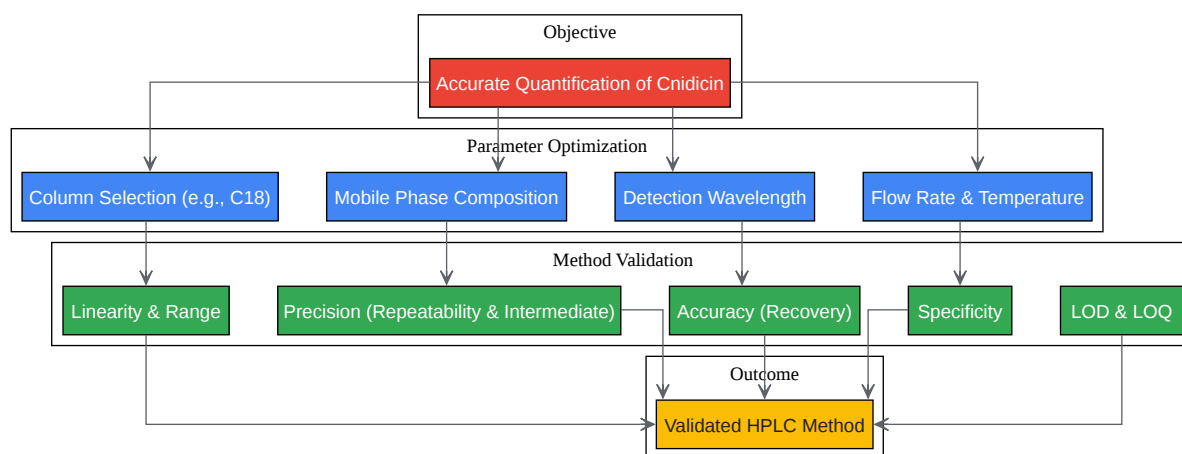 Objective
Accurate Quantification of Cnidicin
Parameter Optimization
Column Selection (e.g., C18)
Mobile Phase Composition
Detection Wavelength
Flow Rate & Temperature
Method Validation
Linearity & Range
Precision (Repeatability & Intermediate)
Accuracy (Recovery)
Specificity
LOD & LOQ
Outcome
Validated HPLC Method